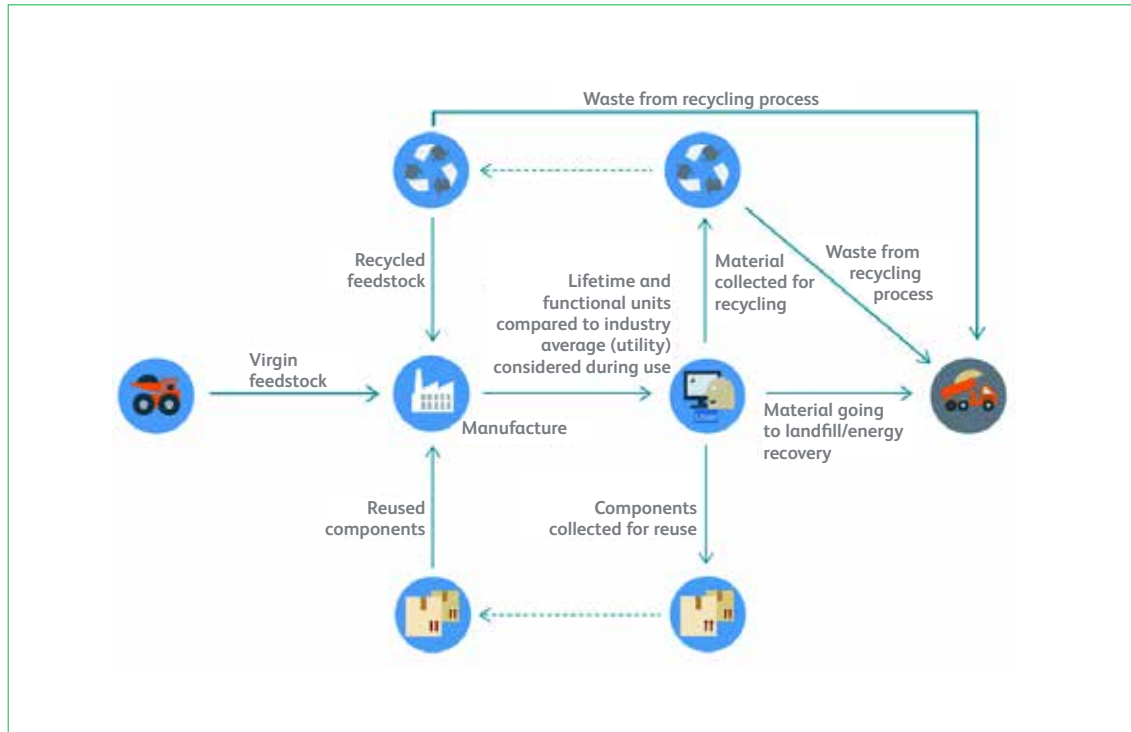 Waste from recycling process
Recycled
feedstock
Lifetime and
functional units
compared to industry
average (utility)
considered during use
Material
collected for
recycling
Waste from
recycling
process
Virgin
feedstock
Manufacture
Material going
to landfill/energy
recovery
Reused
components
Components
collected for reuse